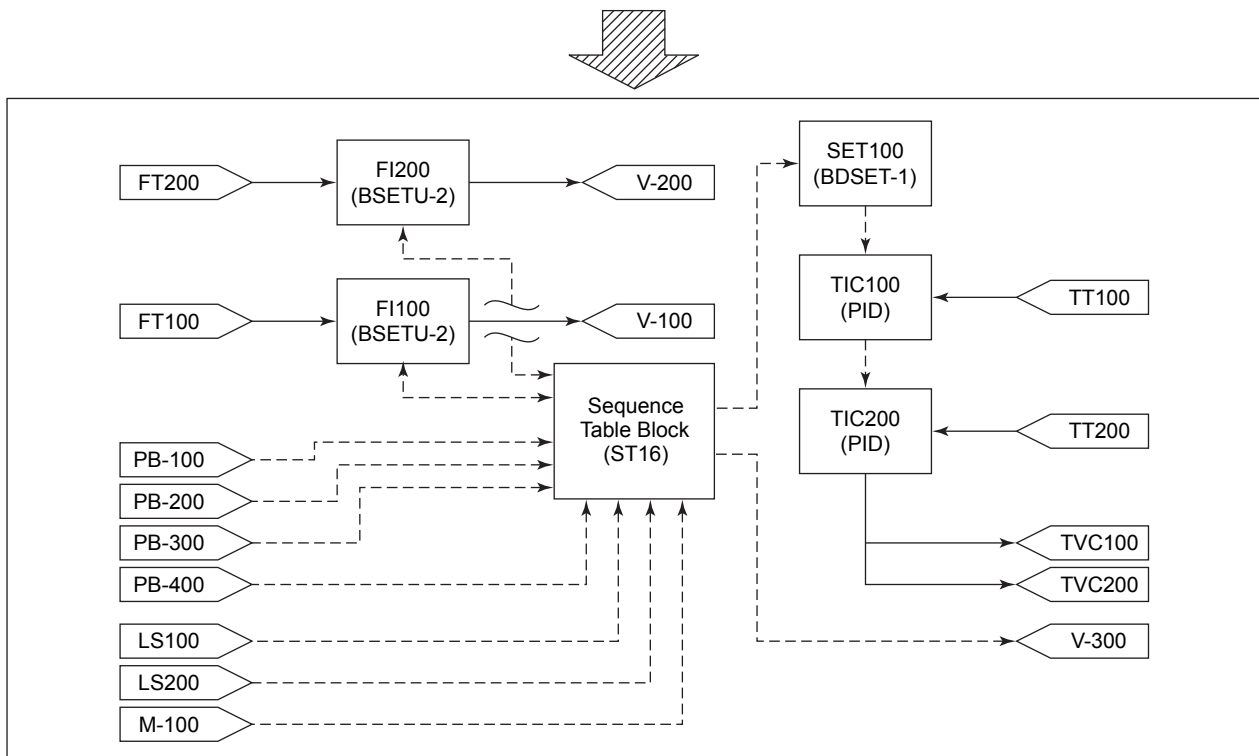 FT200
FI200
(BSETU-2)
V-200
SET100
(BDSET-1)
FT100
FI100
(BSETU-2)
V-100
TIC100
(PID)
TT100
Sequence
Table Block
(ST16)
TIC200
(PID)
TT200
PB-100
PB-200
PB-300
PB-400
TVC100
TVC200
LS100
V-300
LS200
M-100